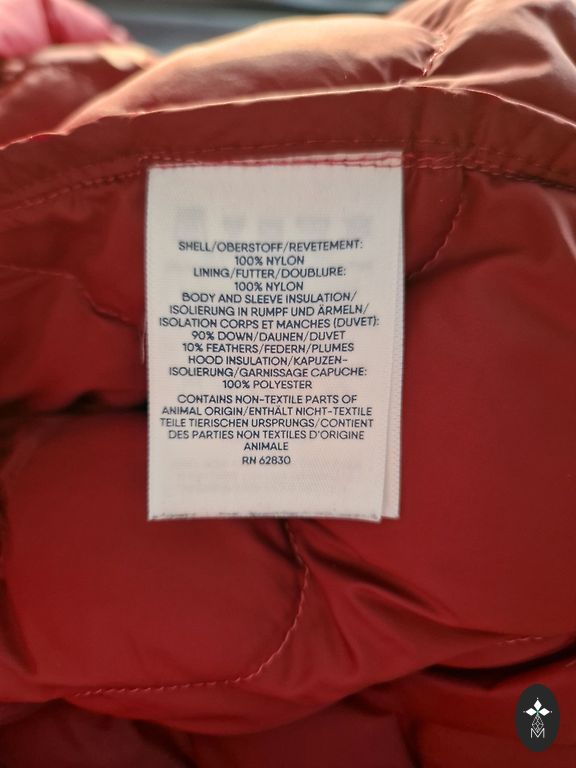 SHELL/OBERSTOFF/REVETEMENT:
100% NYLON
LINING/FUTTER/DOUBLURE:
100% NYLON
BODY AND SLEEVE INSULATION/
ISOLIERUNG IN RUMPF UND ÄRMELN/
ISOLATION CORPS ET MANCHES (DUVET):
90% DOWN/DAUNEN/DUVET
10% FEATHERS/FEDERN/PLUMES
HOOD INSULATION/KAPUZEN-
ISOLIERUNG/GARNISSAGE CAPUCHE:
100% POLYESTER
CONTAINS NON-TEXTILE PARTS OF
ANIMAL ORIGIN/ENTHÄLT NICHT-TEXTILE
TEILE TIERISCHEN URSPRUNGS/CONTIENT
DES PARTIES NON TEXTILES D'ORIGINE
ANIMALE
RN 62830